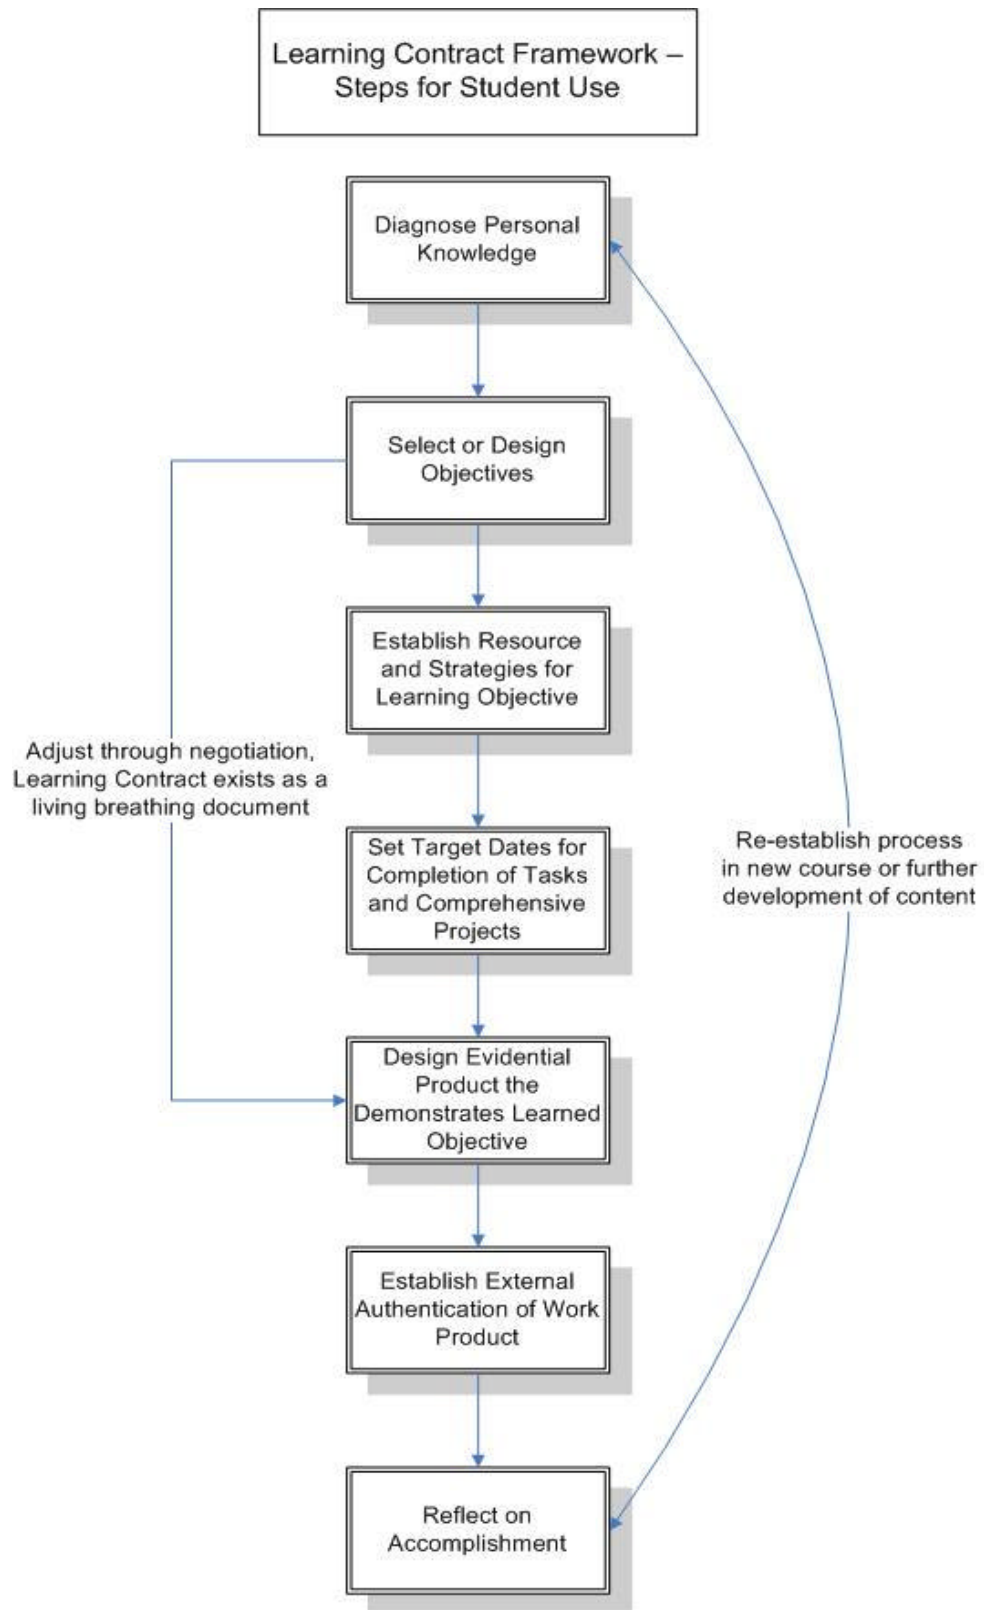 Learning Contract Framework –
Steps for Student Use
Diagnose Personal
Knowledge
Select or Design
Objectives
Establish Resource
and Strategies for
Learning Objective
Adjust through negotiation,
Learning Contract exists as a
living breathing document
Set Target Dates for
Completion of Tasks
and Comprehensive
Projects
Re-establish process
in new course or further
development of content
Design Evidential
Product the
Demonstrates Learned
Objective
Establish External
Authentication of Work
Product
Reflect on
Accomplishment